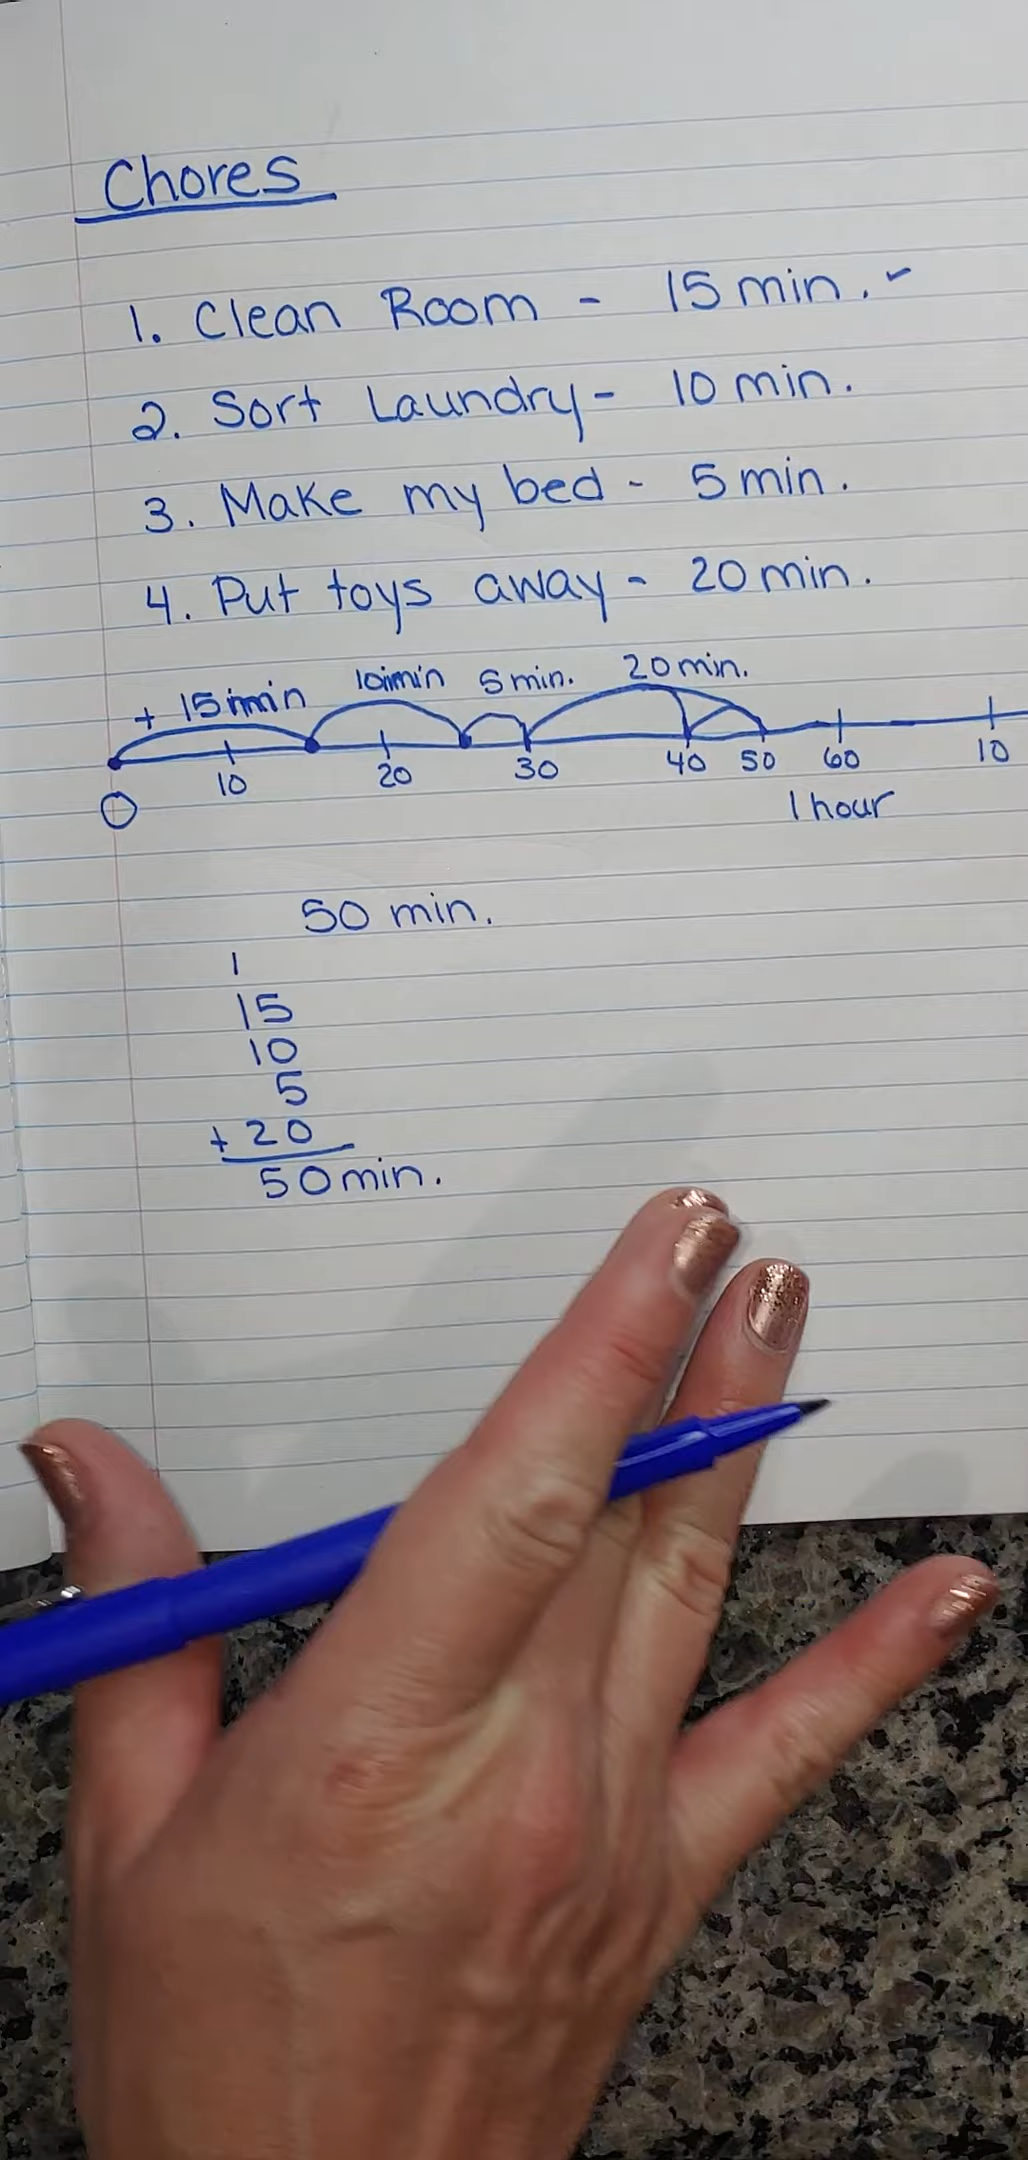 Chores
1. Clean Room - 15 min.
2. Sort Laundry - 10 min.
3. Make my bed - 5 min.
4. Put toys away - 20 min.
+ 15 min 10 min 5 min. 20 min.
0 10 20 30 40 50 60 10
1 hour
50 min.
1
15
10
5
+ 20
50 min.